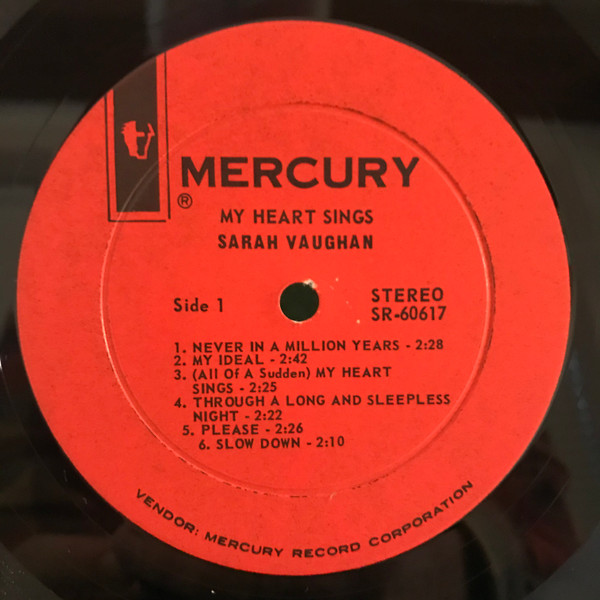 MERCURY
®
MY HEART SINGS
SARAH VAUGHAN
Side 1
STEREO
SR-60617
1. NEVER IN A MILLION YEARS - 2:28
2. MY IDEAL - 2:42
3. (All Of A Sudden) MY HEART
SINGS - 2:25
4. THROUGH A LONG AND SLEEPLESS
NIGHT - 2:22
5. PLEASE - 2:26
6. SLOW DOWN - 2:10
VENDOR: MERCURY RECORD CORPORATION